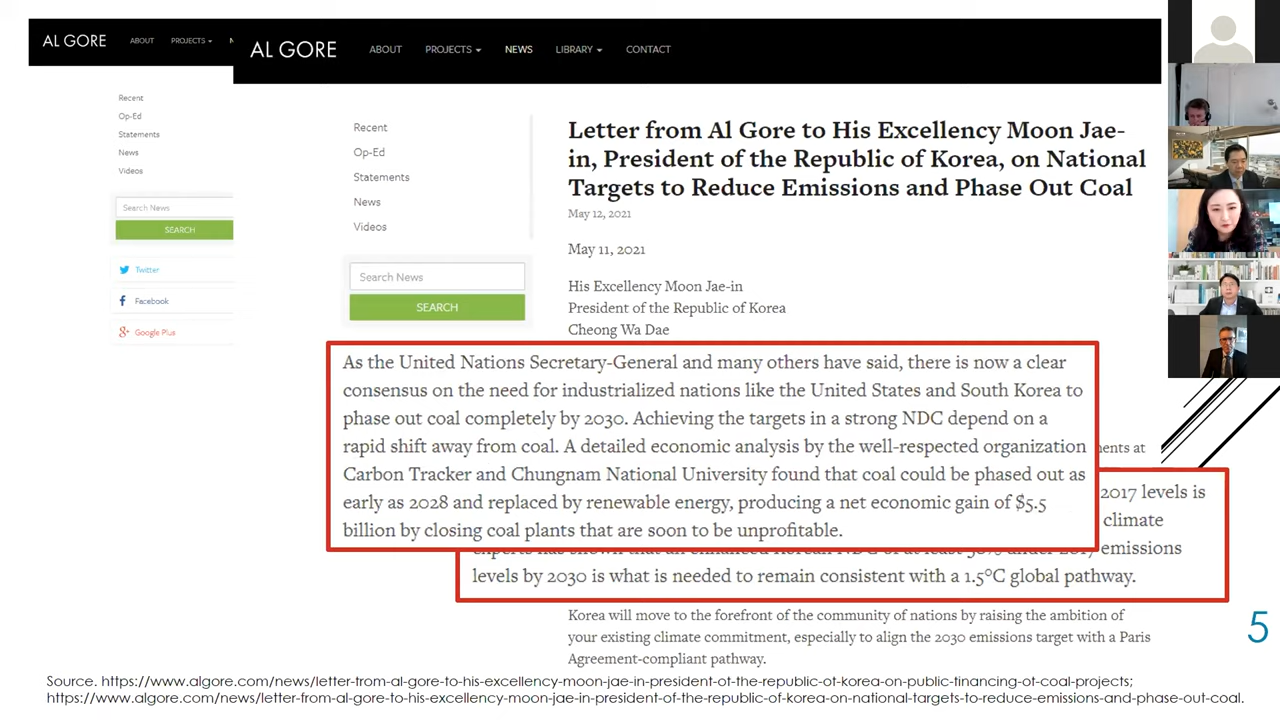 AL GORE
ABOUT
PROJECTS
Recent
Op-Ed
Statements
News
Videos
Search News
SEARCH
Twitter
Facebook
Google Plus
AL GORE
ABOUT
PROJECTS
NEWS
LIBRARY
CONTACT
Recent
Op-Ed
Statements
News
Videos
Search News
SEARCH
Letter from Al Gore to His Excellency Moon Jae-
in, President of the Republic of Korea, on National
Targets to Reduce Emissions and Phase Out Coal
May 12, 2021
May 11, 2021
His Excellency Moon Jae-in
President of the Republic of Korea
Cheong Wa Dae
As the United Nations Secretary-General and many others have said, there is now a clear
consensus on the need for industrialized nations like the United States and South Korea to
phase out coal completely by 2030. Achieving the targets in a strong NDC depend on a
rapid shift away from coal. A detailed economic analysis by the well-respected organization
Carbon Tracker and Chungnam National University found that coal could be phased out as
early as 2028 and replaced by renewable energy, producing a net economic gain of $5.5
billion by closing coal plants that are soon to be unprofitable.
at
2017 levels is
climate
emissions
levels by 2030 is what is needed to remain consistent with a 1.5°C global pathway.
Korea will move to the forefront of the community of nations by raising the ambition of
your existing climate commitment, especially to align the 2030 emissions target with a Paris
Agreement-compliant pathway.
5
Source. https://www.algore.com/news/letter-from-al-gore-to-his-excellency-moon-jae-in-president-of-the-republic-of-korea-on-public-financing-of-coal-projects;
https://www.algore.com/news/letter-from-al-gore-to-his-excellency-moon-jae-in-president-of-the-republic-of-korea-on-national-targets-to-reduce-emissions-and-phase-out-coal.